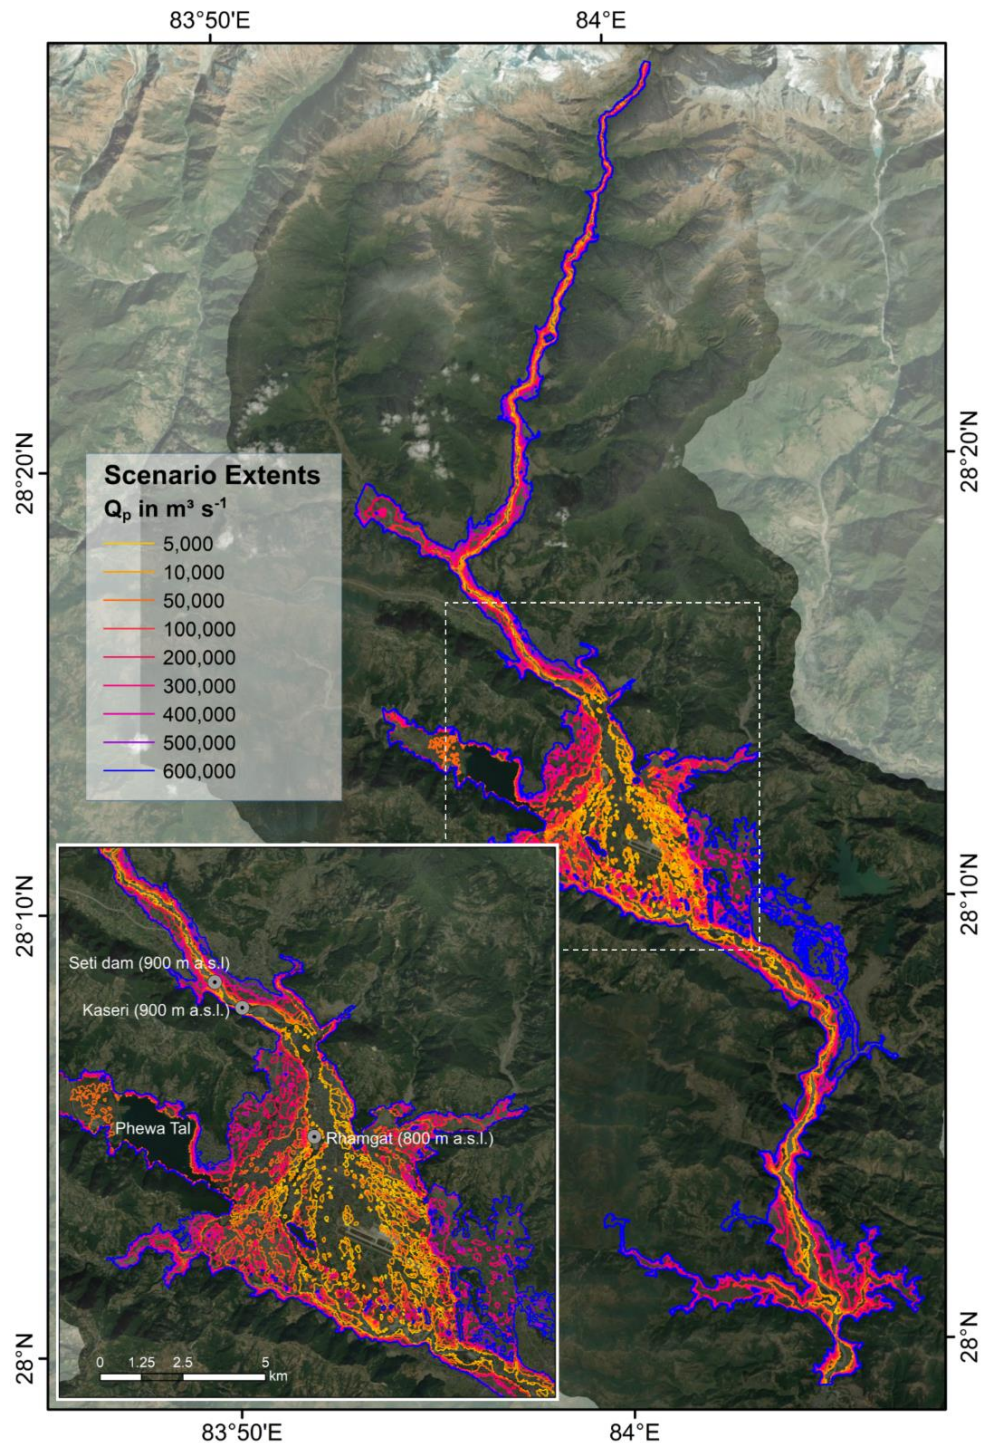 83°50'E 84°E
28°20'N 28°20'N
Scenario Extents
Qp in m³ s⁻¹
5,000
10,000
50,000
100,000
200,000
300,000
400,000
500,000
600,000
28°10'N 28°10'N
Seti dam (900 m a.s.l)
Kaseri (900 m a.s.l.)
Phewa Tal
Rhamgat (800 m a.s.l.)
28°N 28°N
0 1.25 2.5 5
km
83°50'E 84°E